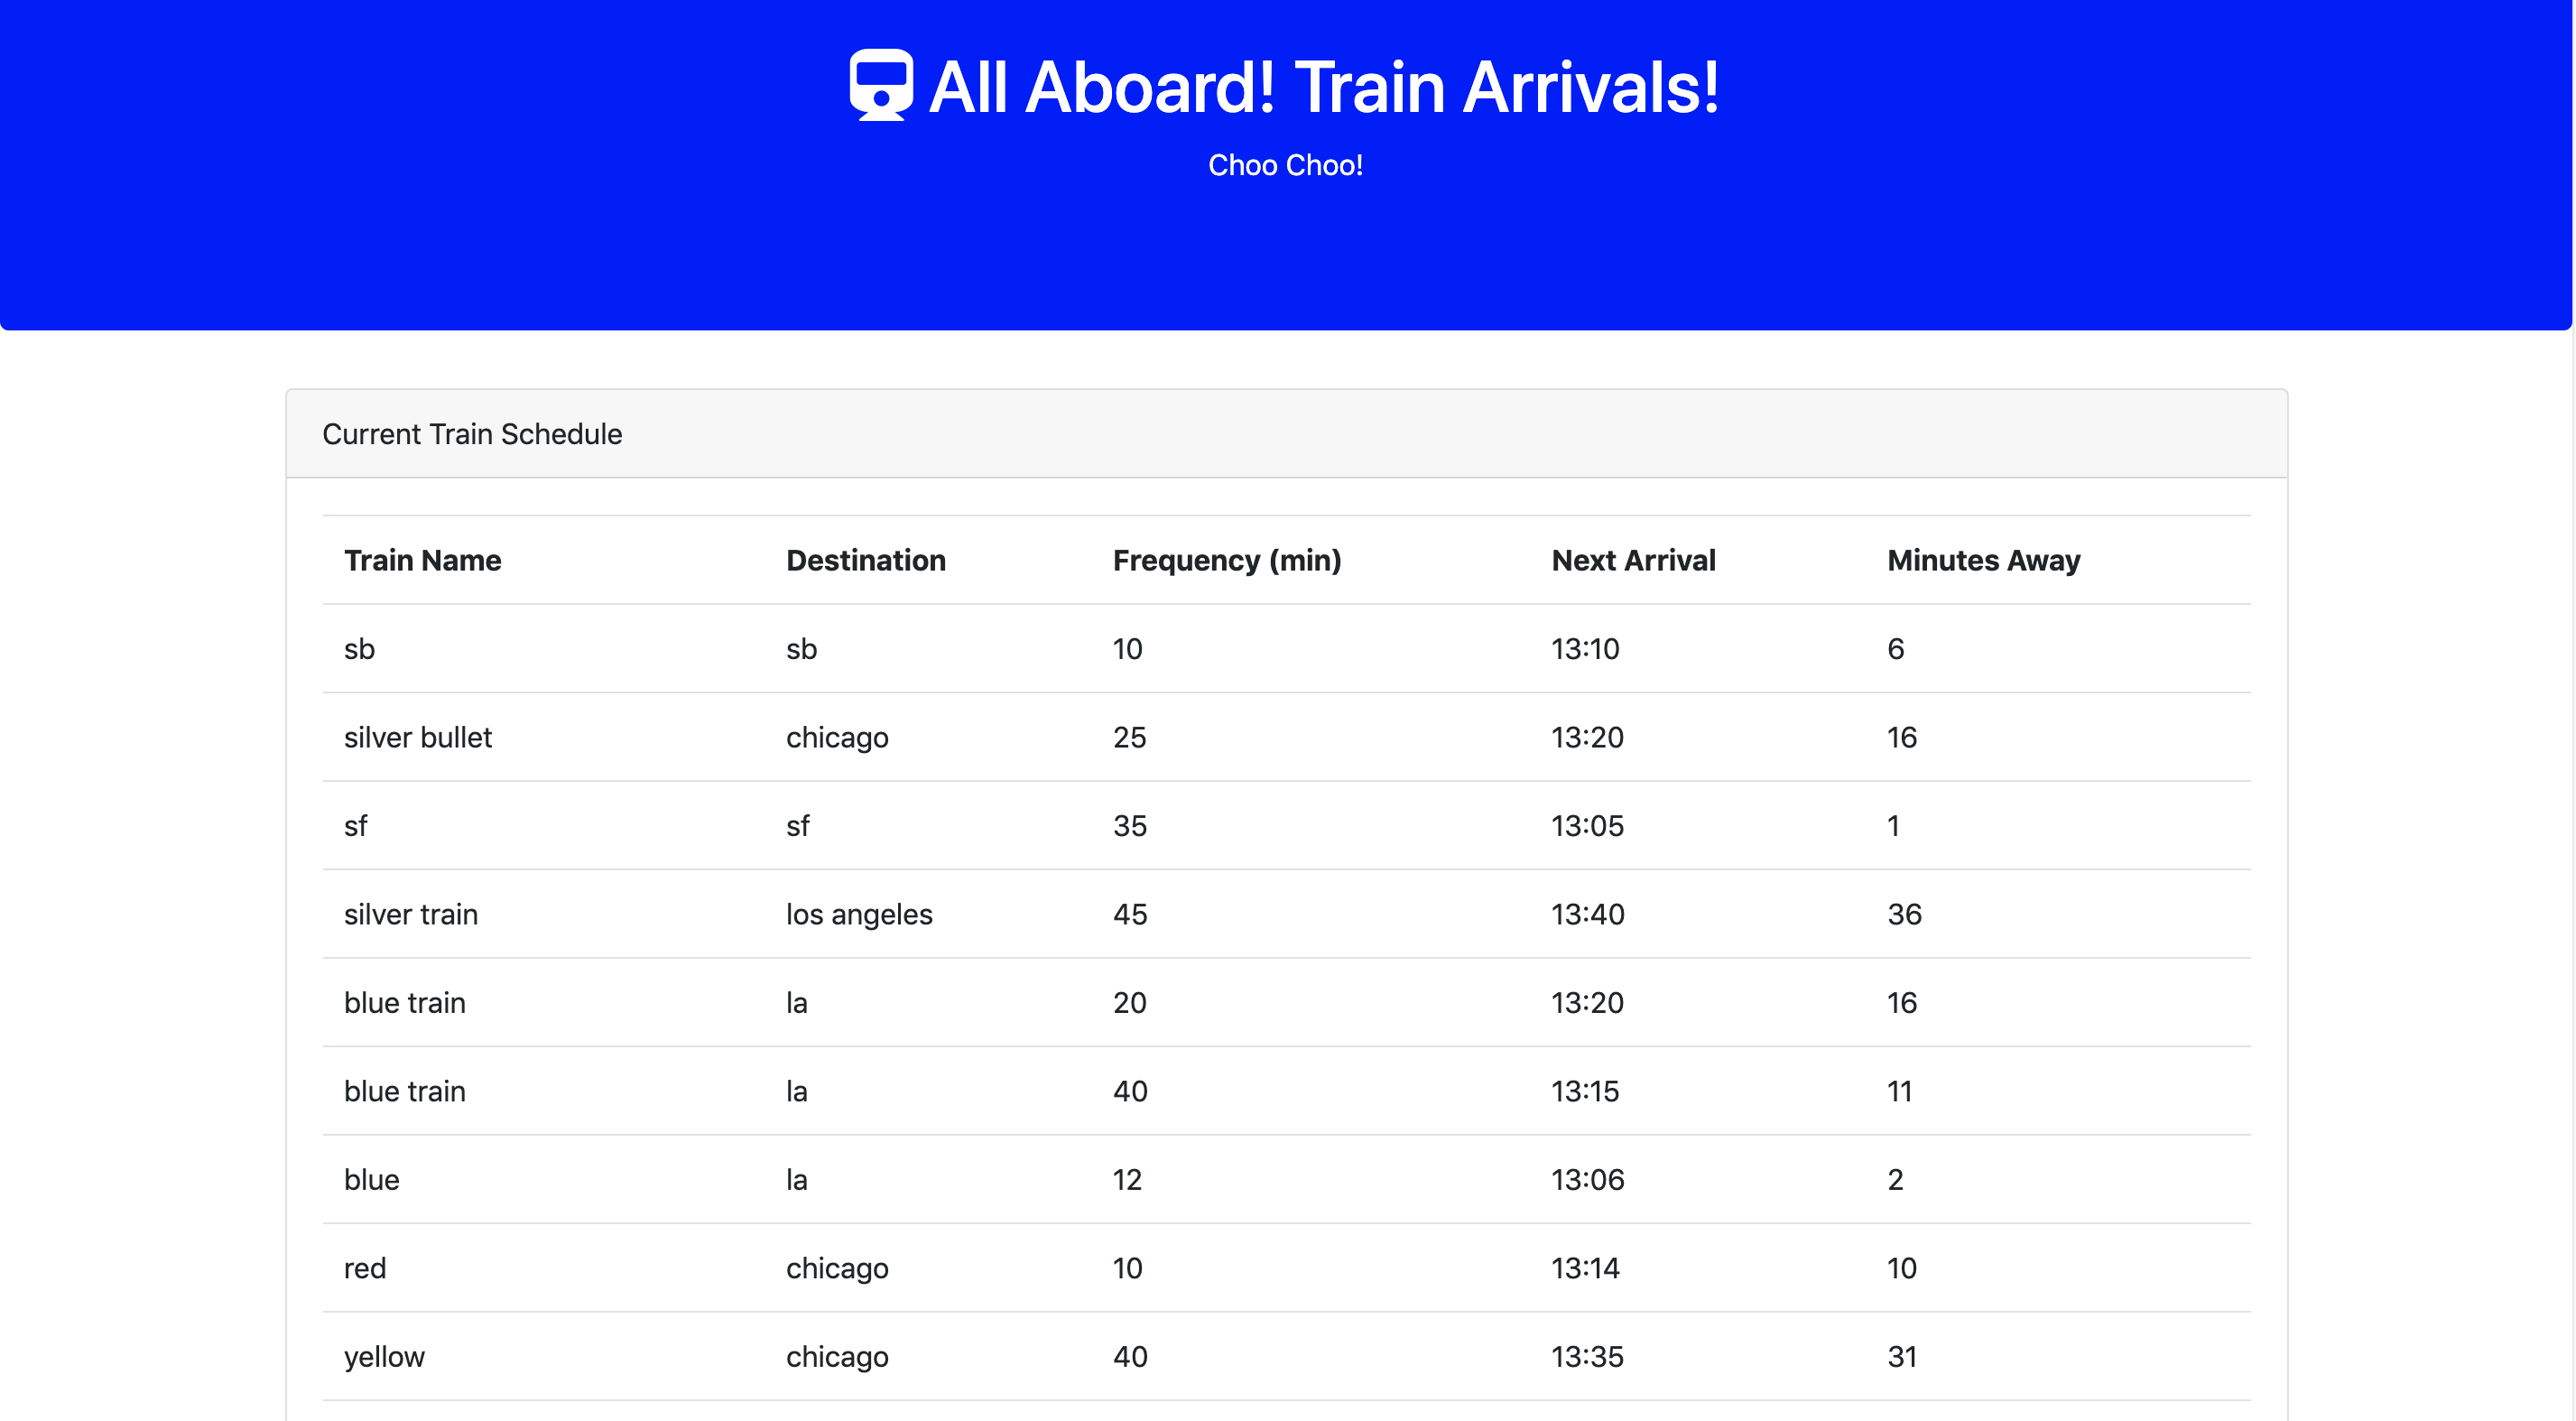 All Aboard! Train Arrivals!
Choo Choo!
Current Train Schedule
Train Name Destination Frequency (min) Next Arrival Minutes Away
sb sb 10 13:10 6
silver bullet chicago 25 13:20 16
sf sf 35 13:05 1
silver train los angeles 45 13:40 36
blue train la 20 13:20 16
blue train la 40 13:15 11
blue la 12 13:06 2
red chicago 10 13:14 10
yellow chicago 40 13:35 31